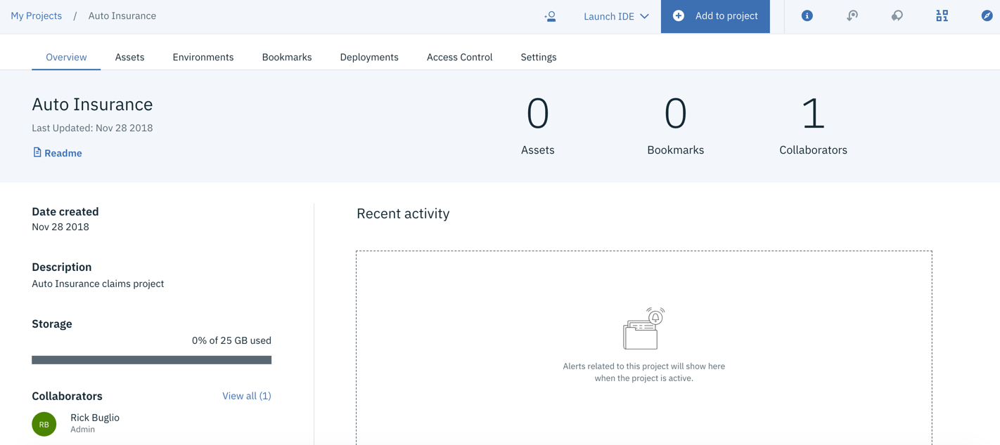 My Projects / Auto Insurance
Launch IDE
Add to project
Overview Assets Environments Bookmarks Deployments Access Control Settings
Auto Insurance
Last Updated: Nov 28 2018
Readme
0 0 1
Assets Bookmarks Collaborators
Date created
Nov 28 2018
Description
Auto Insurance claims project
Storage
0% of 25 GB used
Collaborators View all (1)
RB
Rick Buglio
Admin
Recent activity
Alerts related to this project will show here
when the project is active.